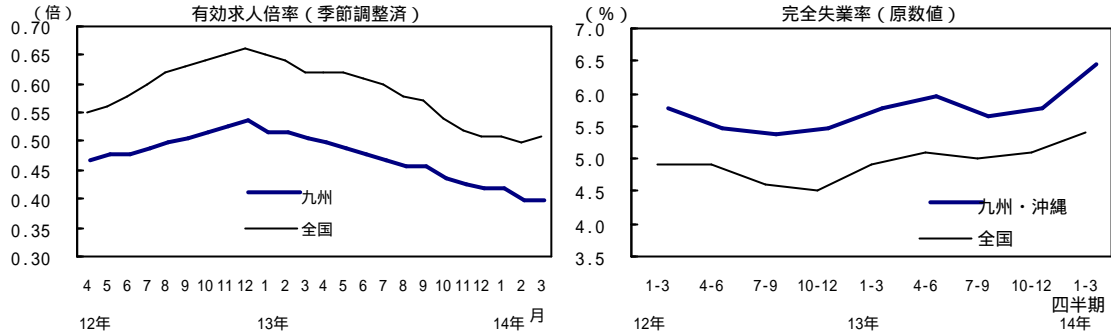 （倍） 有効求人倍率（季節調整済）
0.70
0.65
0.60
0.55
0.50
0.45
0.40
0.35
0.30
九州
全国
4 5 6 7 8 9 10 11 12 1 2 3 4 5 6 7 8 9 10 11 12 1 2 3
12年 13年 14年 月
（％） 完全失業率（原数値）
7.0
6.5
6.0
5.5
5.0
4.5
4.0
3.5
九州・沖縄
全国
1-3 4-6 7-9 10-12 1-3 4-6 7-9 10-12 1-3
四半期
12年 13年 14年